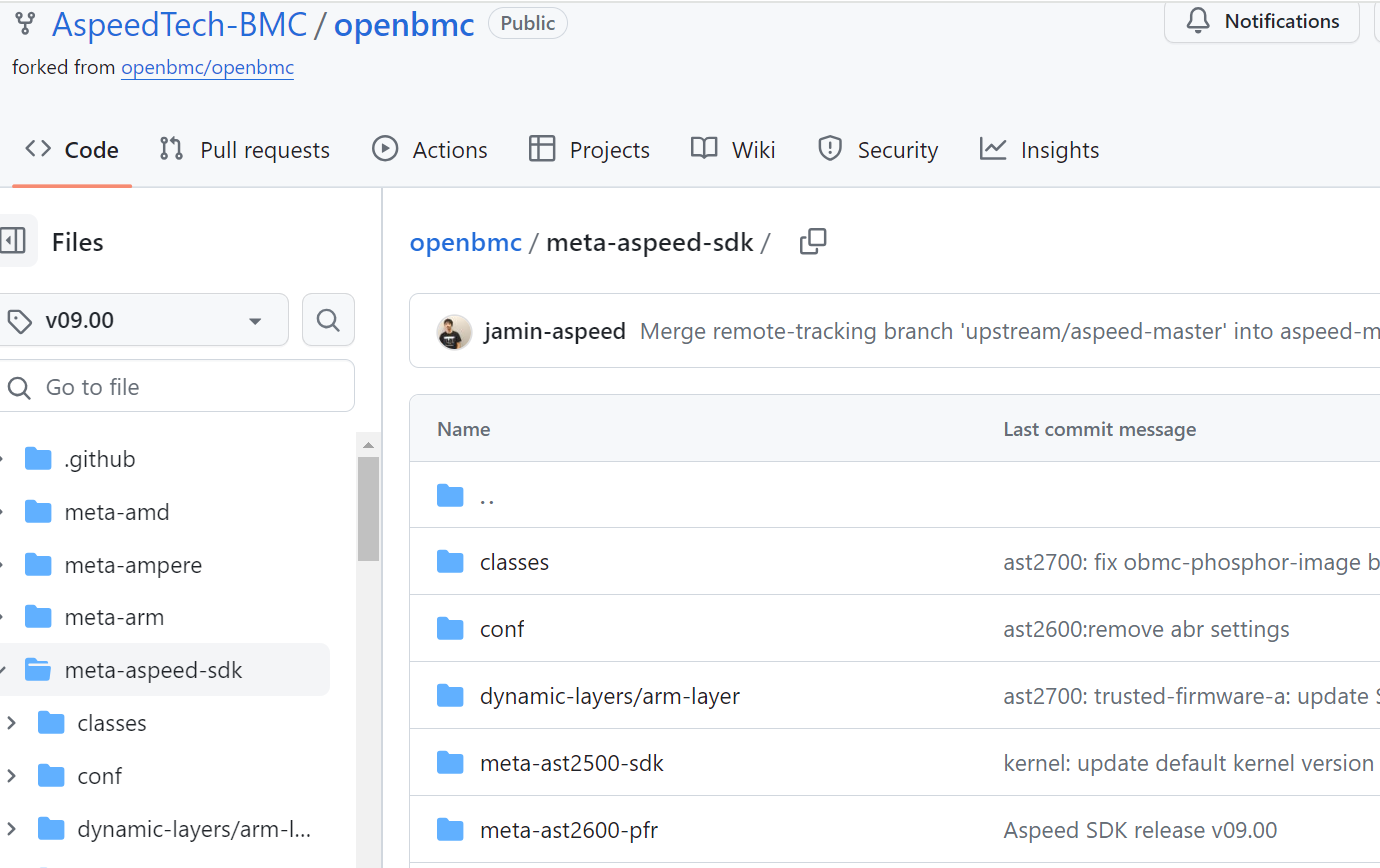 AspeedTech-BMC / openbmc Public
Notifications
forked from openbmc/openbmc
Code Pull requests Actions Projects Wiki Security Insights
Files
v09.00
Go to file
.github
meta-amd
meta-ampere
meta-arm
meta-aspeed-sdk
classes
conf
dynamic-layers/arm-l...
openbmc / meta-aspeed-sdk /
jamin-aspeed Merge remote-tracking branch 'upstream/aspeed-master' into aspeed-m
Name Last commit message
..
classes ast2700: fix obmc-phosphor-image b
conf ast2600:remove abr settings
dynamic-layers/arm-layer ast2700: trusted-firmware-a: update S
meta-ast2500-sdk kernel: update default kernel version
meta-ast2600-pfr Aspeed SDK release v09.00